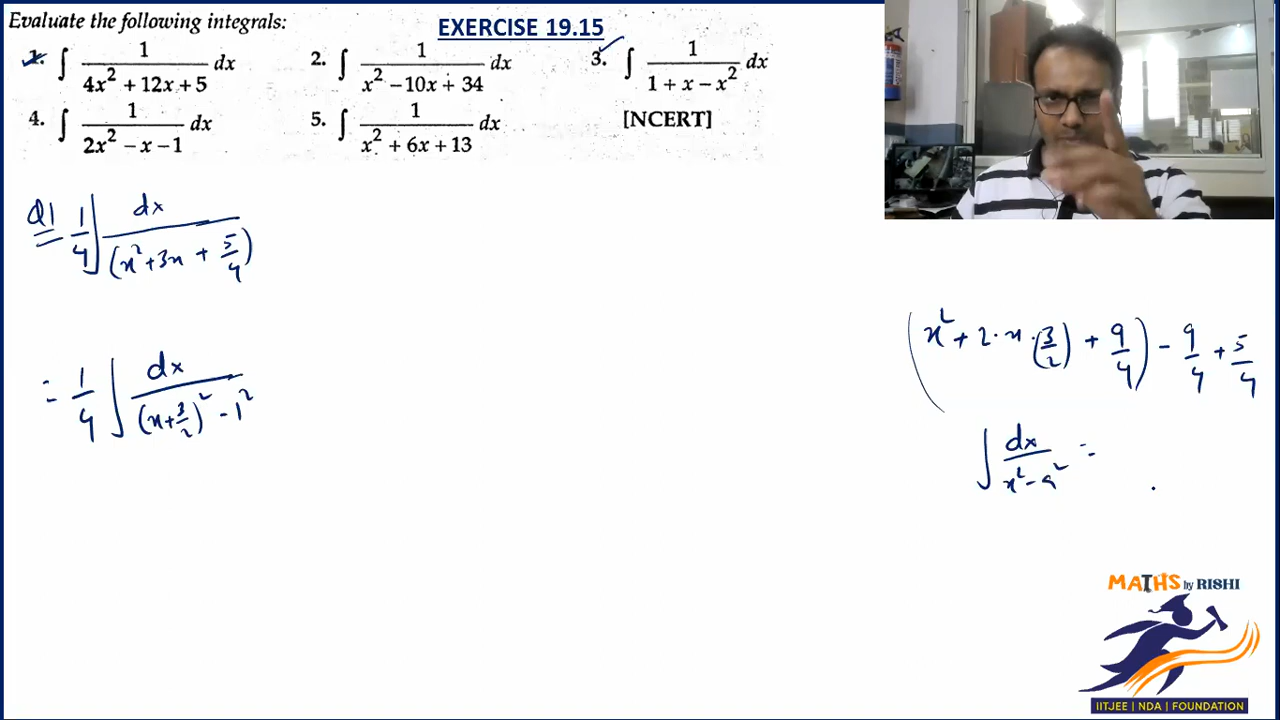 Evaluate the following integrals:
EXERCISE 19.15
1. ∫ 1/(4x² + 12x + 5) dx
2. ∫ 1/(x² − 10x + 34) dx
3. ∫ 1/(1 + x − x²) dx
4. ∫ 1/(2x² − x − 1) dx
5. ∫ 1/(x² + 6x + 13) dx
[NCERT]
Q1 1/4 ∫ dx/(x² + 3x + 5/4)
= 1/4 ∫ dx/((x + 3/2)² − 1²)
(x² + 2·x·(3/2) + 9/4) − 9/4 + 5/4
∫ dx/(x² − a²) =
MATHS by RISHI
IITJEE | NDA | FOUNDATION